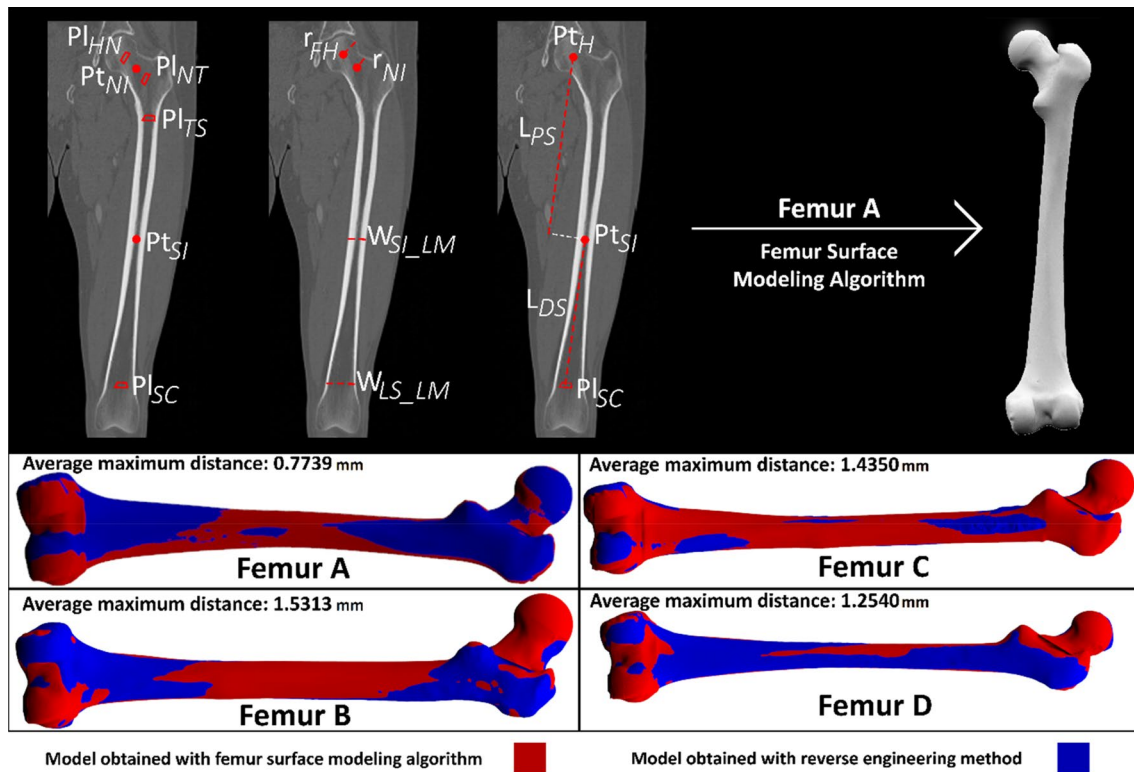 Pl_HN
Pt_NI
Pl_NT
Pl_TS
Pt_SI
Pl_SC
r_FH
r_NI
W_SI_LM
W_LS_LM
Pt_H
L_PS
Pt_SI
L_DS
Pl_SC
Femur A
Femur Surface
Modeling Algorithm
Average maximum distance: 0.7739 mm
Femur A
Average maximum distance: 1.4350 mm
Femur C
Average maximum distance: 1.5313 mm
Femur B
Average maximum distance: 1.2540 mm
Femur D
Model obtained with femur surface modeling algorithm
Model obtained with reverse engineering method